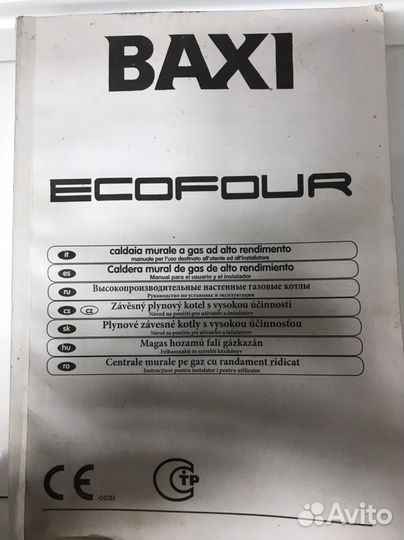 BAXI
ECOFOUR
it caldaia murale a gas ad alto rendimento
manuale per l'uso destinato all'utente ed all'installatore
es Caldera mural de gas de alto rendimiento
Manual para el usuario y el instalador
ru Высокопроизводительные настенные газовые котлы
Руководство по установке и эксплуатации
cs cz Závěsný plynový kotel s vysokou účinností
Návod na použití pro uživatele a instalatéry
sk Plynové závesné kotly s vysokou účinnosťou
Návod na použitie pre užívateľov a inštalatérov
hu Magas hozamú fali gázkazán
Felhasználói és szerelői kézikönyv
ro Centrale murale pe gaz cu randament ridicat
Instrucţiuni pentru instalator şi pentru utilizator
CE 0051
СТР
Avito